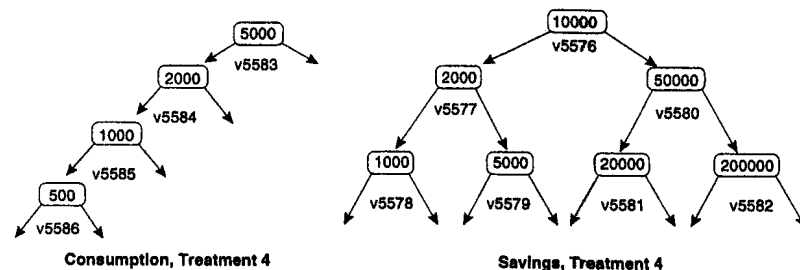 5000
v5583
2000
v5584
1000
v5585
500
v5586
Consumption, Treatment 4
10000
v5576
2000
v5577
50000
v5580
1000
v5578
5000
v5579
20000
v5581
200000
v5582
Savings, Treatment 4